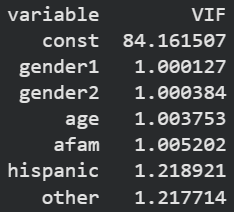 variable VIF
const 84.161507
gender1 1.000127
gender2 1.000384
age 1.003753
afam 1.005202
hispanic 1.218921
other 1.217714